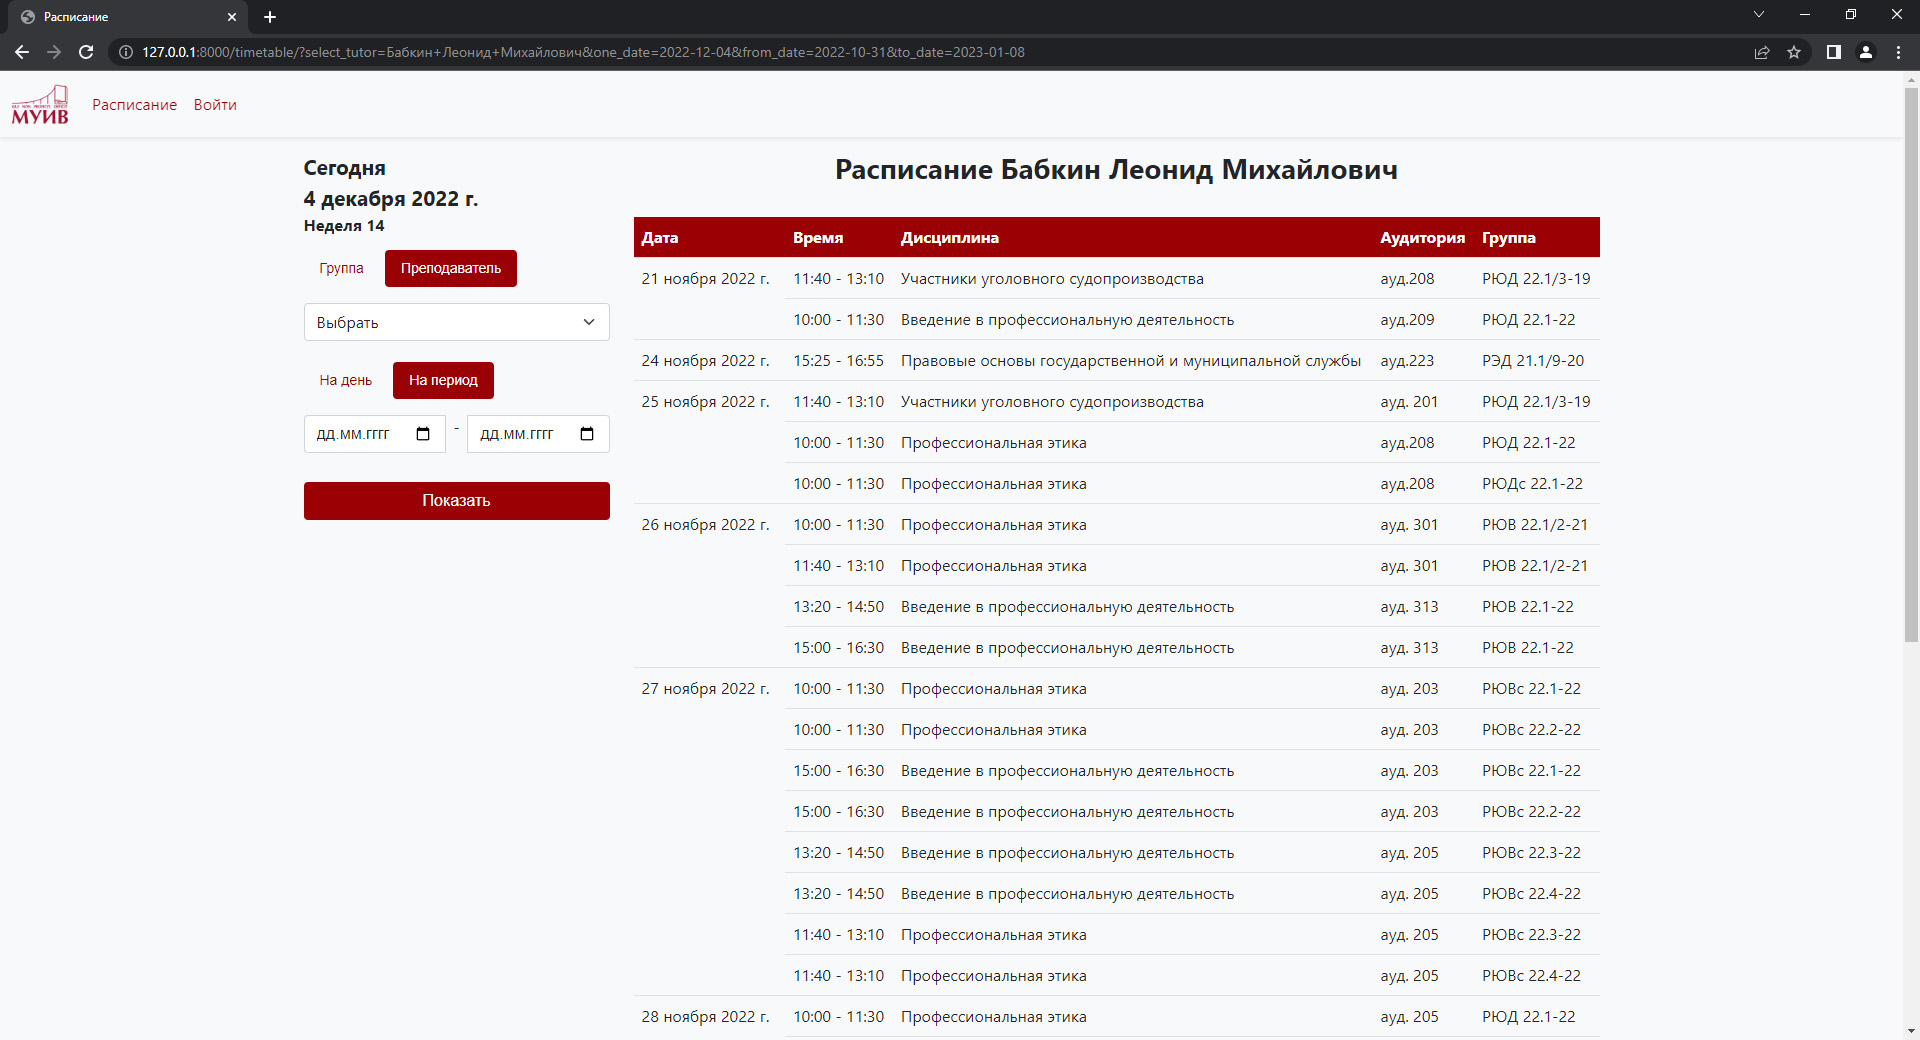 Расписание
127.0.0.1:8000/timetable/?select_tutor=Бабкин+Леонид+Михайлович&one_date=2022-12-04&from_date=2022-10-31&to_date=2023-01-08
МУИВ
Расписание Войти
Сегодня
4 декабря 2022 г.
Неделя 14
Группа Преподаватель
Выбрать
На день На период
ДД.ММ.ГГГГ - ДД.ММ.ГГГГ
Показать
Расписание Бабкин Леонид Михайлович
Дата Время Дисциплина Аудитория Группа
21 ноября 2022 г. 11:40 - 13:10 Участники уголовного судопроизводства ауд.208 РЮД 22.1/3-19
10:00 - 11:30 Введение в профессиональную деятельность ауд.209 РЮД 22.1-22
24 ноября 2022 г. 15:25 - 16:55 Правовые основы государственной и муниципальной службы ауд.223 РЭД 21.1/9-20
25 ноября 2022 г. 11:40 - 13:10 Участники уголовного судопроизводства ауд. 201 РЮД 22.1/3-19
10:00 - 11:30 Профессиональная этика ауд.208 РЮД 22.1-22
10:00 - 11:30 Профессиональная этика ауд.208 РЮДс 22.1-22
26 ноября 2022 г. 10:00 - 11:30 Профессиональная этика ауд. 301 РЮВ 22.1/2-21
11:40 - 13:10 Профессиональная этика ауд. 301 РЮВ 22.1/2-21
13:20 - 14:50 Введение в профессиональную деятельность ауд. 313 РЮВ 22.1-22
15:00 - 16:30 Введение в профессиональную деятельность ауд. 313 РЮВ 22.1-22
27 ноября 2022 г. 10:00 - 11:30 Профессиональная этика ауд. 203 РЮВс 22.1-22
10:00 - 11:30 Профессиональная этика ауд. 203 РЮВс 22.2-22
15:00 - 16:30 Введение в профессиональную деятельность ауд. 203 РЮВс 22.1-22
15:00 - 16:30 Введение в профессиональную деятельность ауд. 203 РЮВс 22.2-22
13:20 - 14:50 Введение в профессиональную деятельность ауд. 205 РЮВс 22.3-22
13:20 - 14:50 Введение в профессиональную деятельность ауд. 205 РЮВс 22.4-22
11:40 - 13:10 Профессиональная этика ауд. 205 РЮВс 22.3-22
11:40 - 13:10 Профессиональная этика ауд. 205 РЮВс 22.4-22
28 ноября 2022 г. 10:00 - 11:30 Профессиональная этика ауд. 205 РЮД 22.1-22